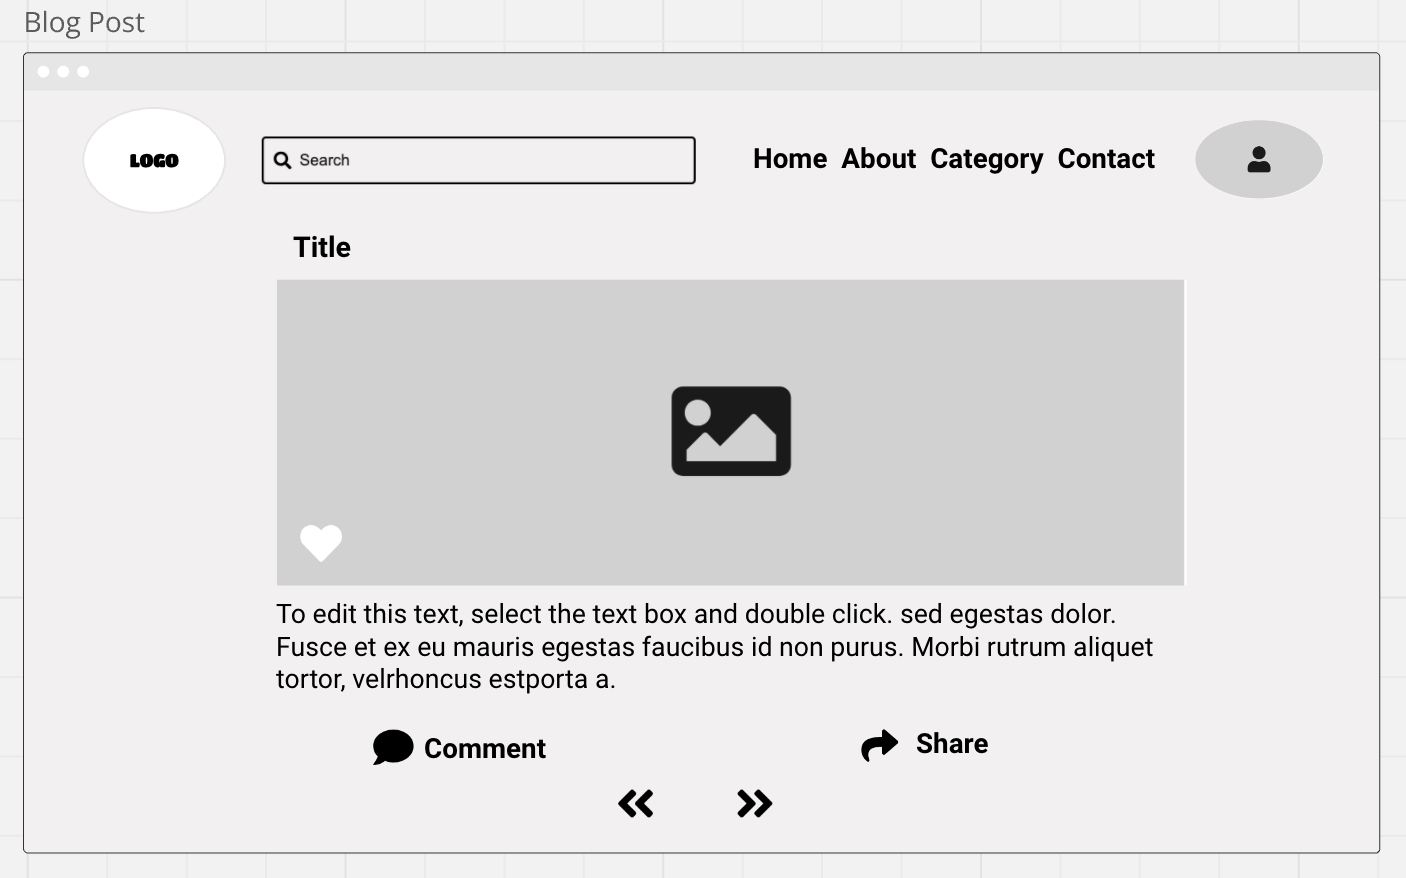 Blog Post
LOGO
Search
Home About Category Contact
Title
To edit this text, select the text box and double click. sed egestas dolor.
Fusce et ex eu mauris egestas faucibus id non purus. Morbi rutrum aliquet
tortor, velrhoncus estporta a.
Comment
Share